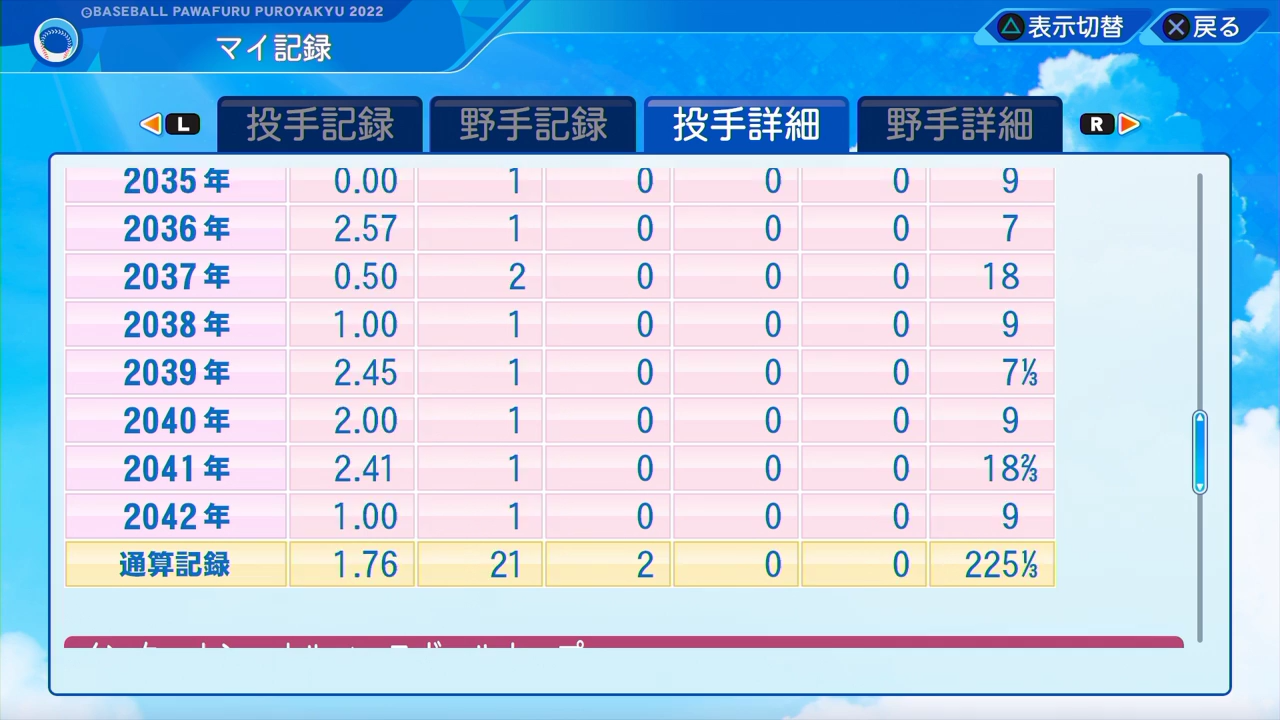 ©BASEBALL PAWAFURU PUROYAKYU 2022
マイ記録
表示切替 戻る
L 投手記録 野手記録 投手詳細 野手詳細 R
2035年 0.00 1 0 0 0 9
2036年 2.57 1 0 0 0 7
2037年 0.50 2 0 0 0 18
2038年 1.00 1 0 0 0 9
2039年 2.45 1 0 0 0 7⅓
2040年 2.00 1 0 0 0 9
2041年 2.41 1 0 0 0 18⅔
2042年 1.00 1 0 0 0 9
通算記録 1.76 21 2 0 0 225⅓